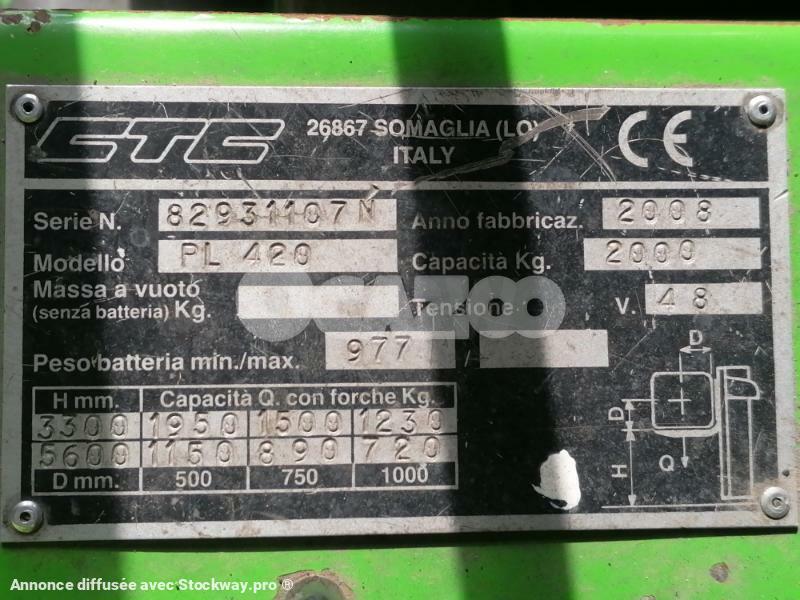 CTC 26867 SOMAGLIA (LO) CE
ITALY
Serie N. 82931107 N Anno fabbricaz. 2008
Modello PL 420 Capacità Kg. 2000
Massa a vuoto
(senza batteria) Kg. Tensione V. 48
Peso batteria min./max. 977
H mm. Capacità Q. con forche Kg.
3300 1950 1500 1230
5600 1150 890 720
D mm. 500 750 1000
D
D
H
Q
Annonce diffusée avec Stockway.pro ®